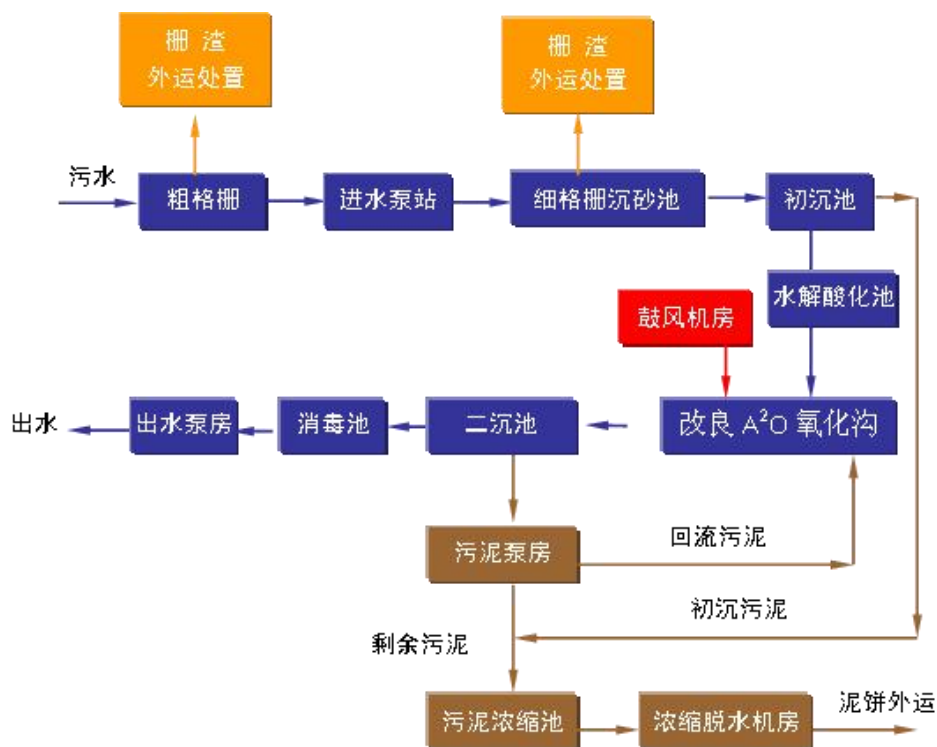 栅 渣
外运处置
栅 渣
外运处置
污水
粗格栅
进水泵站
细格栅沉砂池
初沉池
水解酸化池
鼓风机房
出水
出水泵房
消毒池
二沉池
改良 A²O 氧化沟
污泥泵房
回流污泥
初沉污泥
剩余污泥
污泥浓缩池
浓缩脱水机房
泥饼外运